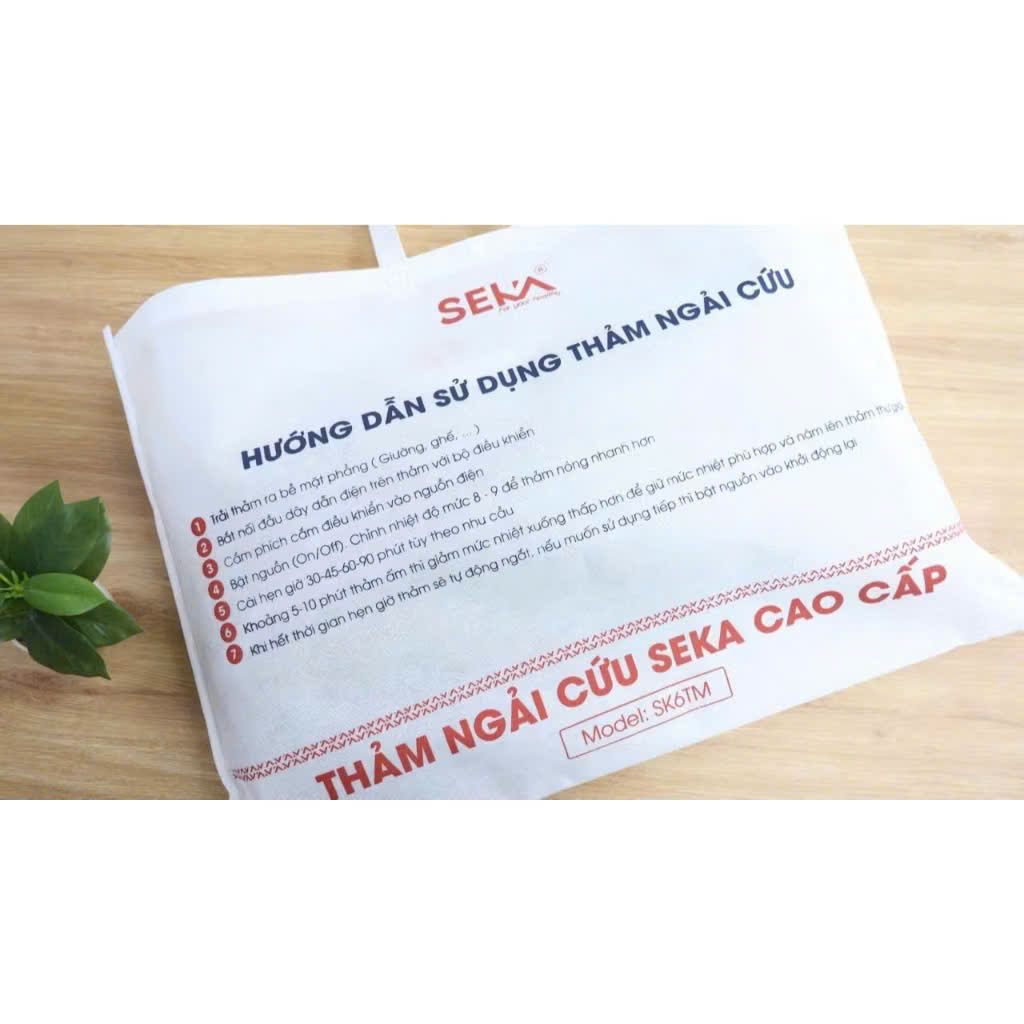 SEKA®
For your healthy
HƯỚNG DẪN SỬ DỤNG THẢM NGẢI CỨU
1 Trải thảm ra bề mặt phẳng ( Giường, ghế, ... )
2 Bắt nối đầu dây dẫn điện trên thảm với bộ điều khiển
3 Cắm phích cắm điều khiển vào nguồn điện
4 Bật nguồn (On/Off). Chỉnh nhiệt độ mức 8 - 9 để thảm nóng nhanh hơn
5 Cài hẹn giờ 30-45-60-90 phút tùy theo nhu cầu
6 Khoảng 5-10 phút thảm ấm thì giảm mức nhiệt xuống thấp hơn để giữ mức nhiệt phù hợp và nằm lên thảm thư giãn
7 Khi hết thời gian hẹn giờ thảm sẽ tự động ngắt, nếu muốn sử dụng tiếp thì bật nguồn vào khởi động lại
THẢM NGẢI CỨU SEKA CAO CẤP
Model: SK6TM